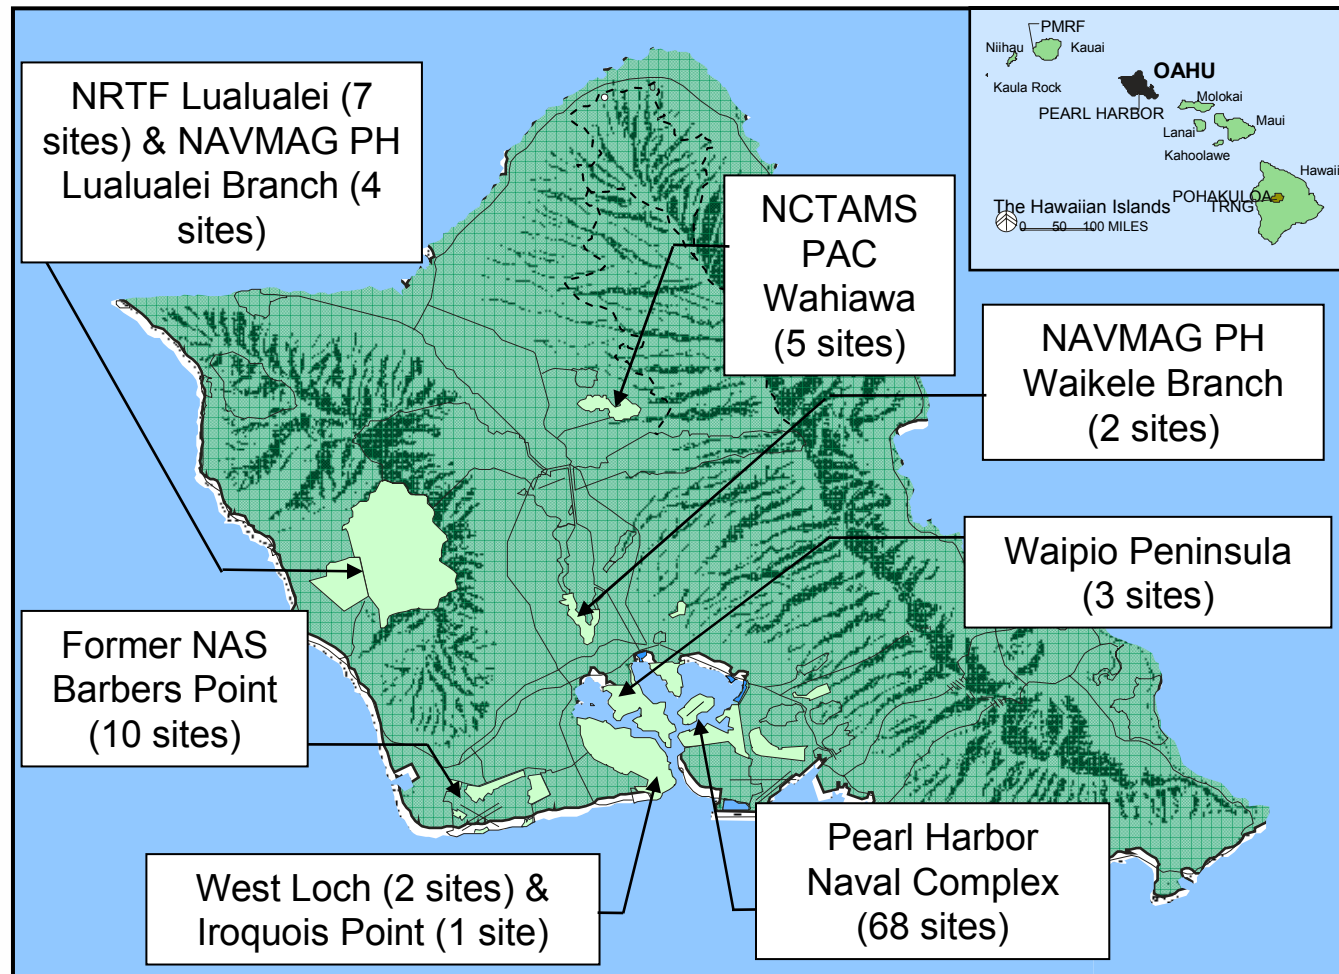 NRTF Lualualei (7
sites) & NAVMAG PH
Lualualei Branch (4
sites)
NCTAMS
PAC
Wahiawa
(5 sites)
PMRF
Niihau
Kauai
Kaula Rock
OAHU
PEARL HARBOR
Molokai
Lanai
Maui
Kahoolawe
Hawaii
POHAKULOA
TRNG
The Hawaiian Islands
0 50 100 MILES
NAVMAG PH
Waikele Branch
(2 sites)
Waipio Peninsula
(3 sites)
Former NAS
Barbers Point
(10 sites)
West Loch (2 sites) &
Iroquois Point (1 site)
Pearl Harbor
Naval Complex
(68 sites)